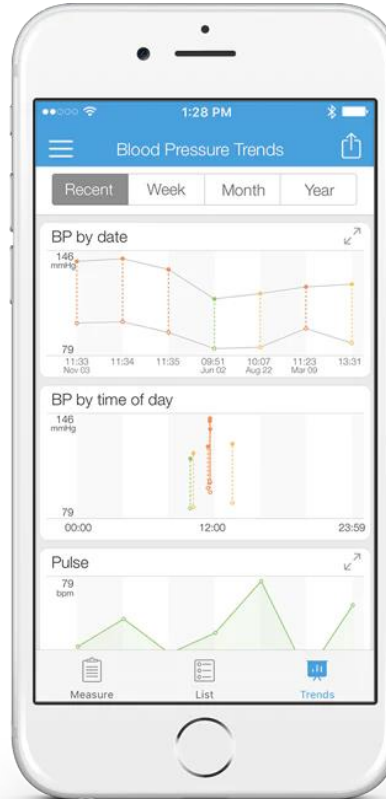 1:28 PM
Blood Pressure Trends
Recent Week Month Year
BP by date
146
mmHg
79
11:33 11:34 11:35 09:51 10:07 11:23 13:31
Nov 03 Jun 02 Aug 22 Mar 09
BP by time of day
146
mmHg
79
00:00 12:00 23:59
Pulse
79
bpm
Measure List Trends